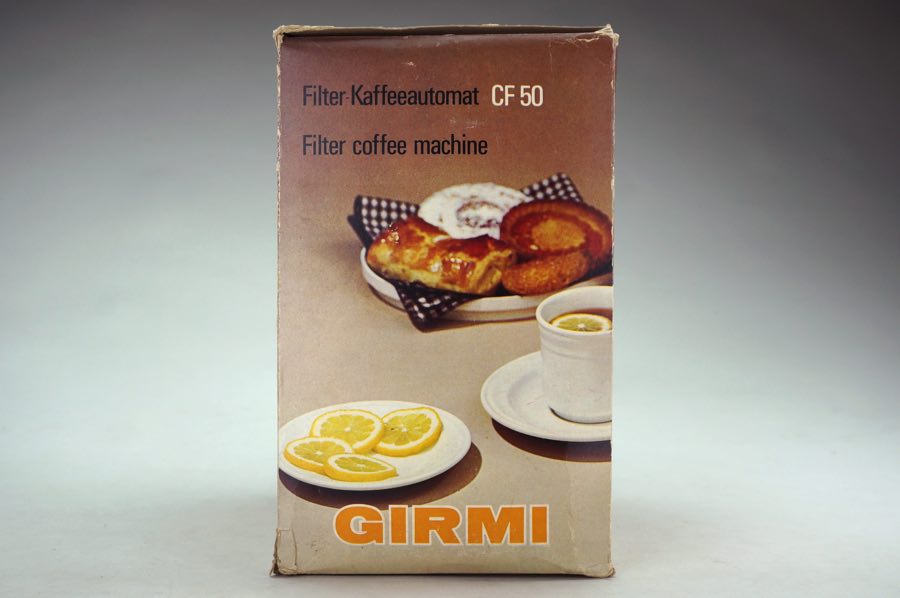 Filter-Kaffeeautomat CF 50
Filter coffee machine
GIRMI